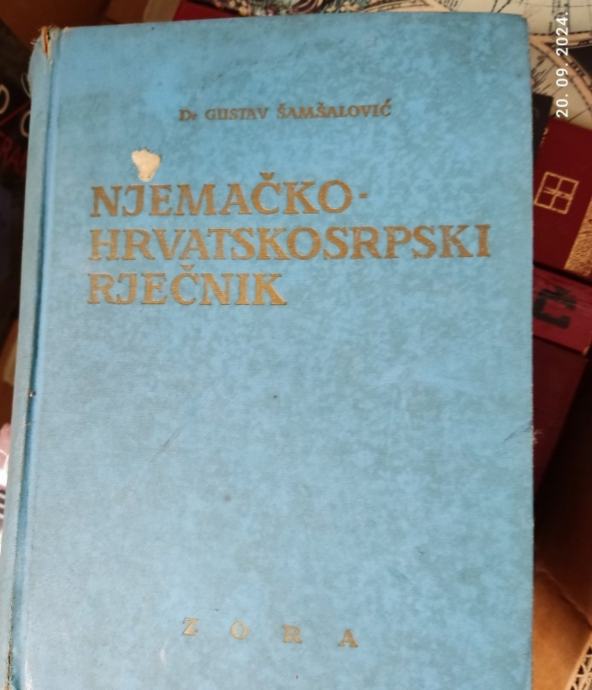 Dr GUSTAV ŠAMŠALOVIĆ
NJEMAČKO-
HRVATSKOSRPSKI
RJEČNIK
ZORA
20. 09. 2024.